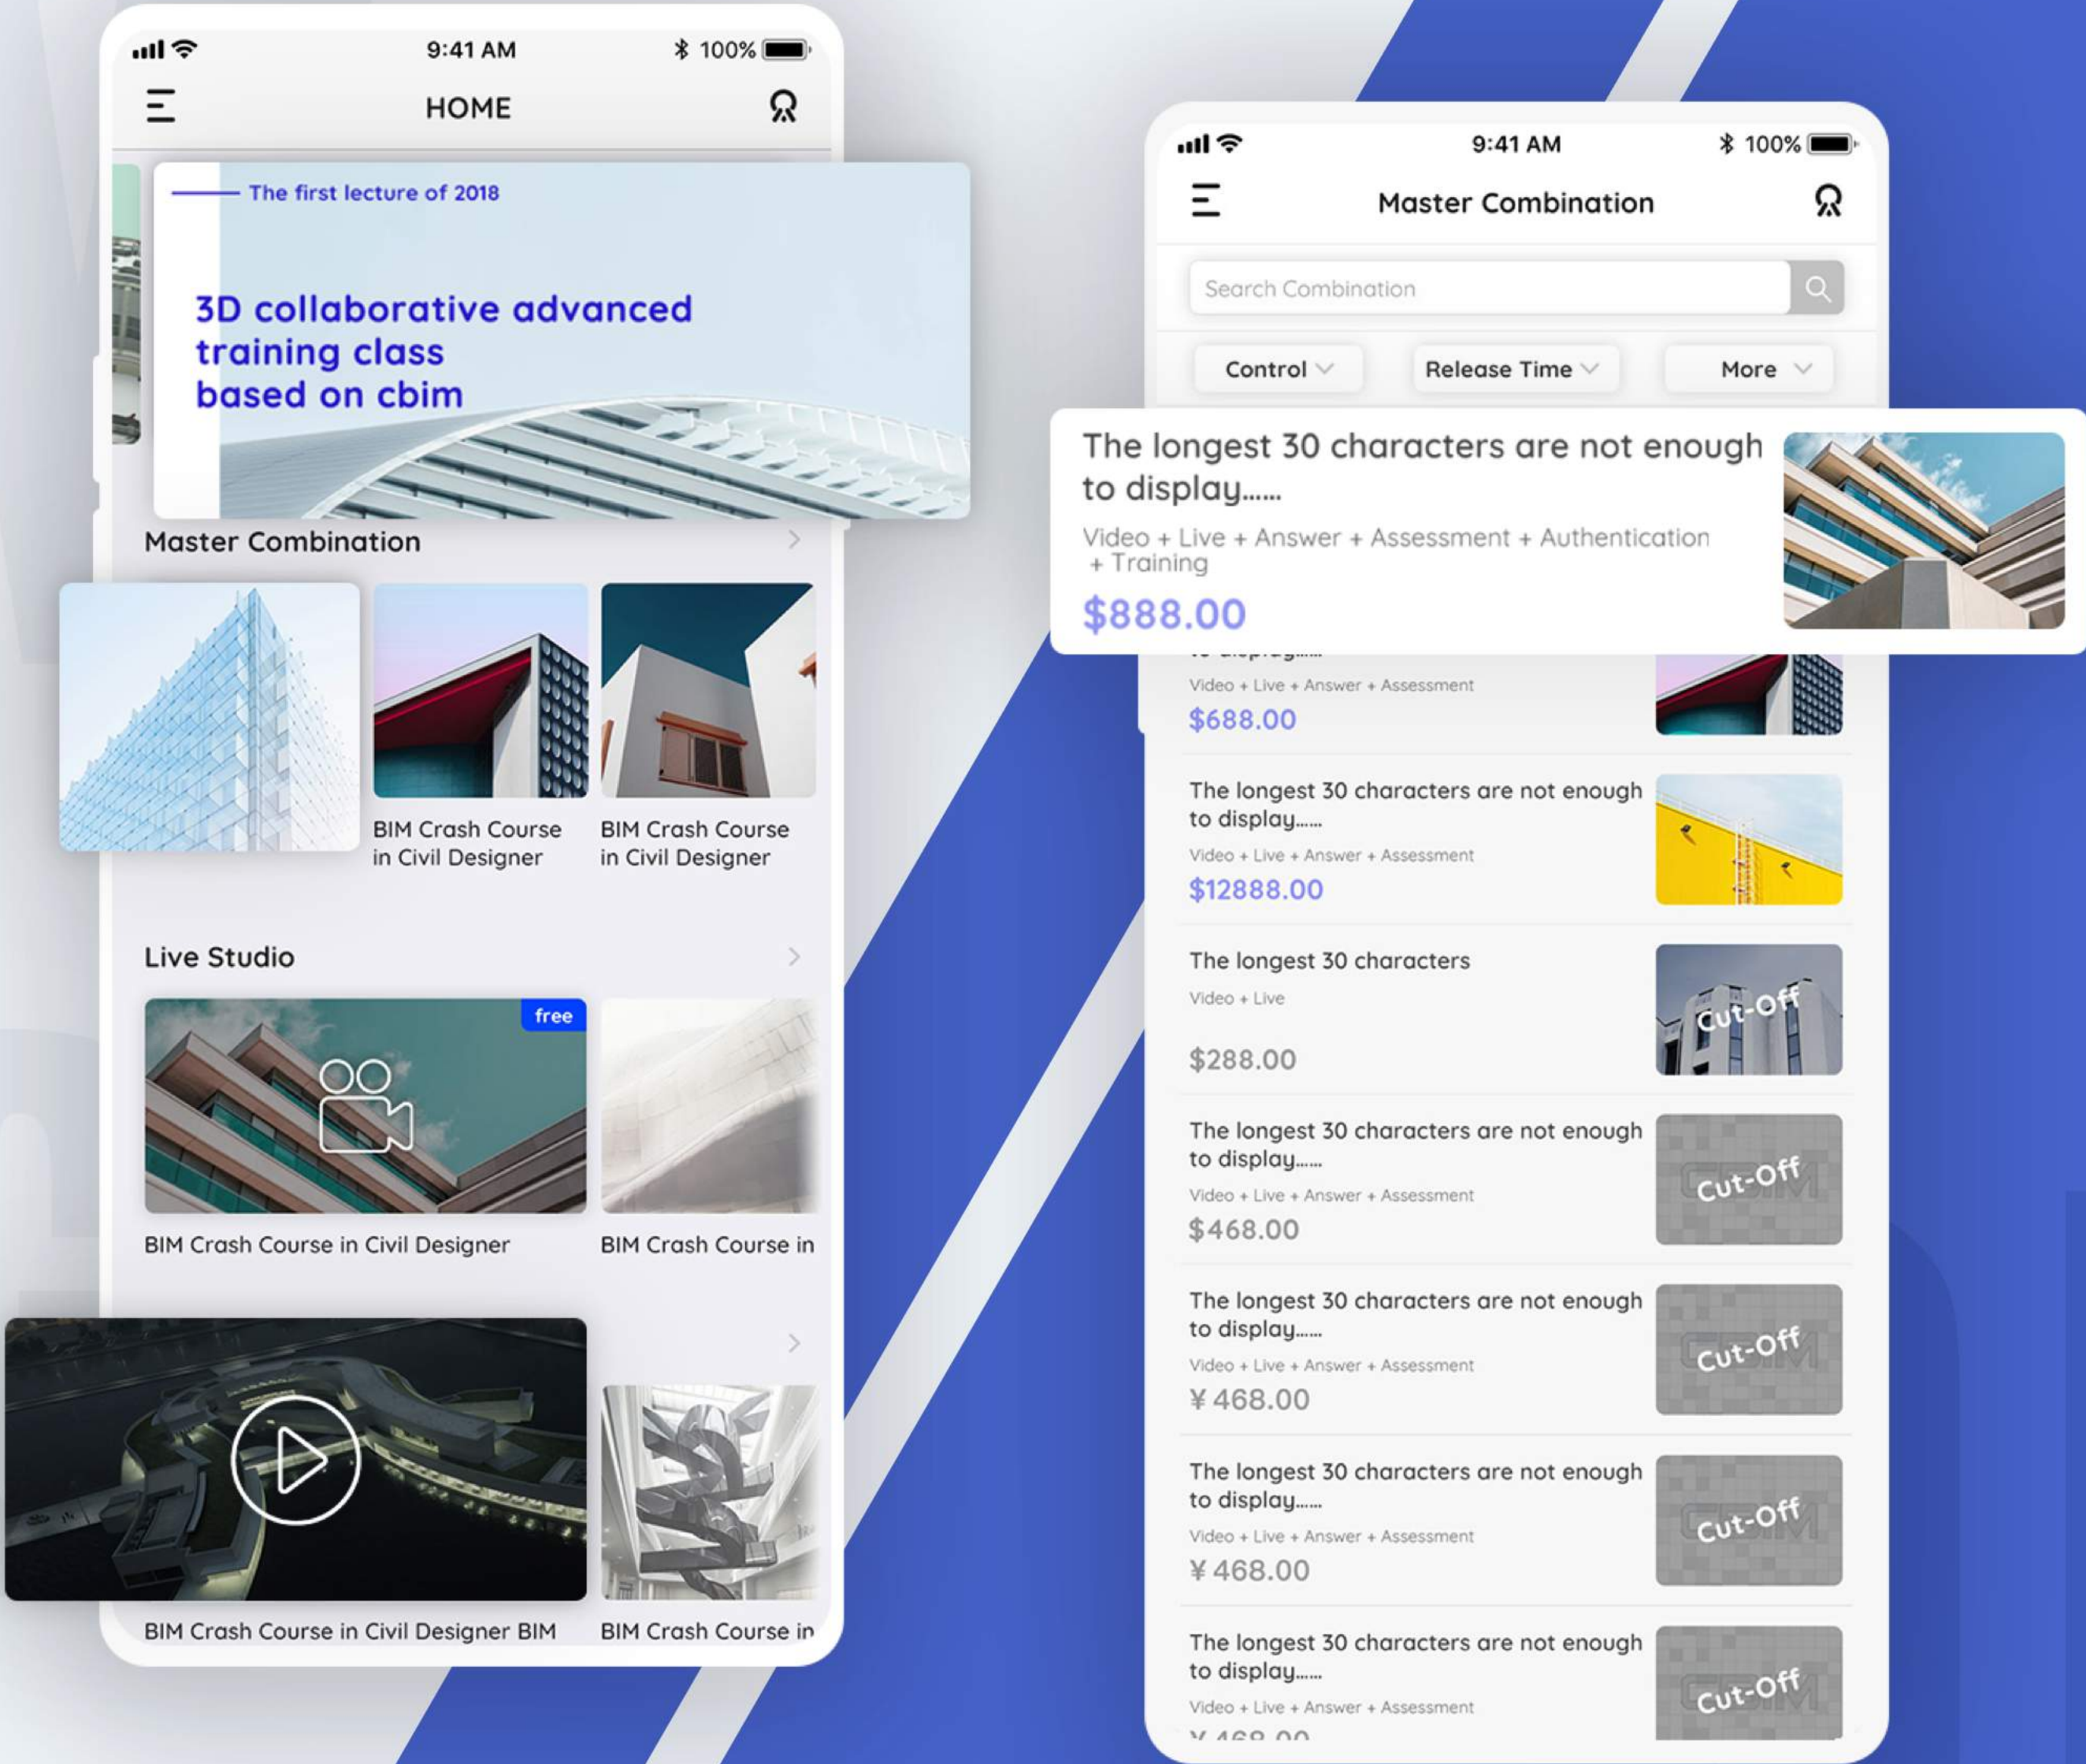 9:41 AM
100%
HOME
The first lecture of 2018
3D collaborative advanced
training class
based on cbim
Master Combination
BIM Crash Course
in Civil Designer
BIM Crash Course
in Civil Designer
Live Studio
free
BIM Crash Course in Civil Designer
BIM Crash Course in
BIM Crash Course in Civil Designer BIM
BIM Crash Course in
9:41 AM
100%
Master Combination
Search Combination
Control
Release Time
More
The longest 30 characters are not enough
to display......
Video + Live + Answer + Assessment + Authentication
+ Training
$888.00
Video + Live + Answer + Assessment
$688.00
The longest 30 characters are not enough
to display......
Video + Live + Answer + Assessment
$12888.00
The longest 30 characters
Video + Live
Cut-Off
$288.00
The longest 30 characters are not enough
to display......
Video + Live + Answer + Assessment
$468.00
Cut-Off
The longest 30 characters are not enough
to display......
Video + Live + Answer + Assessment
¥ 468.00
Cut-Off
The longest 30 characters are not enough
to display......
Video + Live + Answer + Assessment
¥ 468.00
Cut-Off
The longest 30 characters are not enough
to display......
Video + Live + Answer + Assessment
Cut-Off